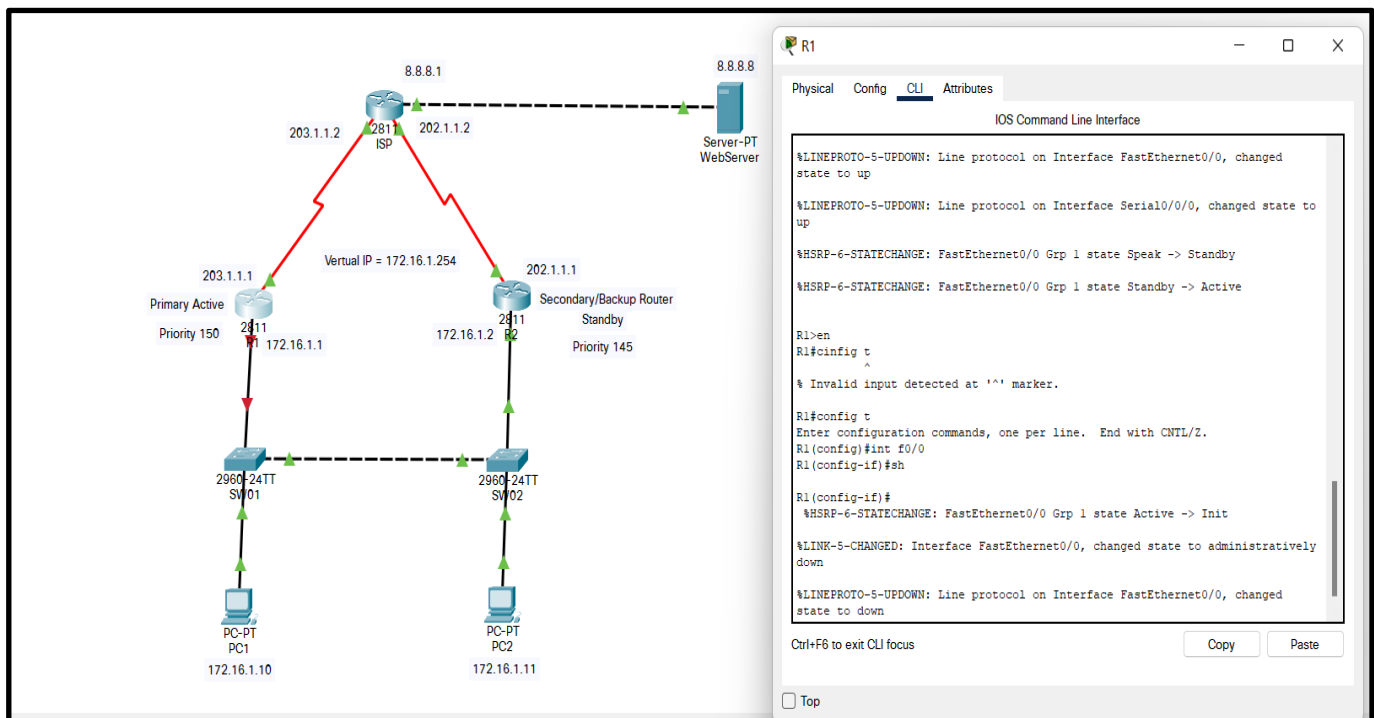 8.8.8.1
8.8.8.8
203.1.1.2
202.1.1.2
2811
ISP
Server-PT
WebServer
Vertual IP = 172.16.1.254
203.1.1.1
202.1.1.1
Primary Active
Priority 150
2811
R1
172.16.1.1
Secondary/Backup Router
Standby
Priority 145
2811
R2
172.16.1.2
2960-24TT
SW01
2960-24TT
SW02
PC-PT
PC1
172.16.1.10
PC-PT
PC2
172.16.1.11
R1
Physical Config CLI Attributes
IOS Command Line Interface
%LINEPROTO-5-UPDOWN: Line protocol on Interface FastEthernet0/0, changed
state to up
%LINEPROTO-5-UPDOWN: Line protocol on Interface Serial0/0/0, changed state to
up
%HSRP-6-STATECHANGE: FastEthernet0/0 Grp 1 state Speak -> Standby
%HSRP-6-STATECHANGE: FastEthernet0/0 Grp 1 state Standby -> Active
R1>en
R1#cinfig t
^
% Invalid input detected at '^' marker.
R1#config t
Enter configuration commands, one per line. End with CNTL/Z.
R1(config)#int f0/0
R1(config-if)#sh
R1(config-if)#
%HSRP-6-STATECHANGE: FastEthernet0/0 Grp 1 state Active -> Init
%LINK-5-CHANGED: Interface FastEthernet0/0, changed state to administratively
down
%LINEPROTO-5-UPDOWN: Line protocol on Interface FastEthernet0/0, changed
state to down
Ctrl+F6 to exit CLI focus
Copy
Paste
Top